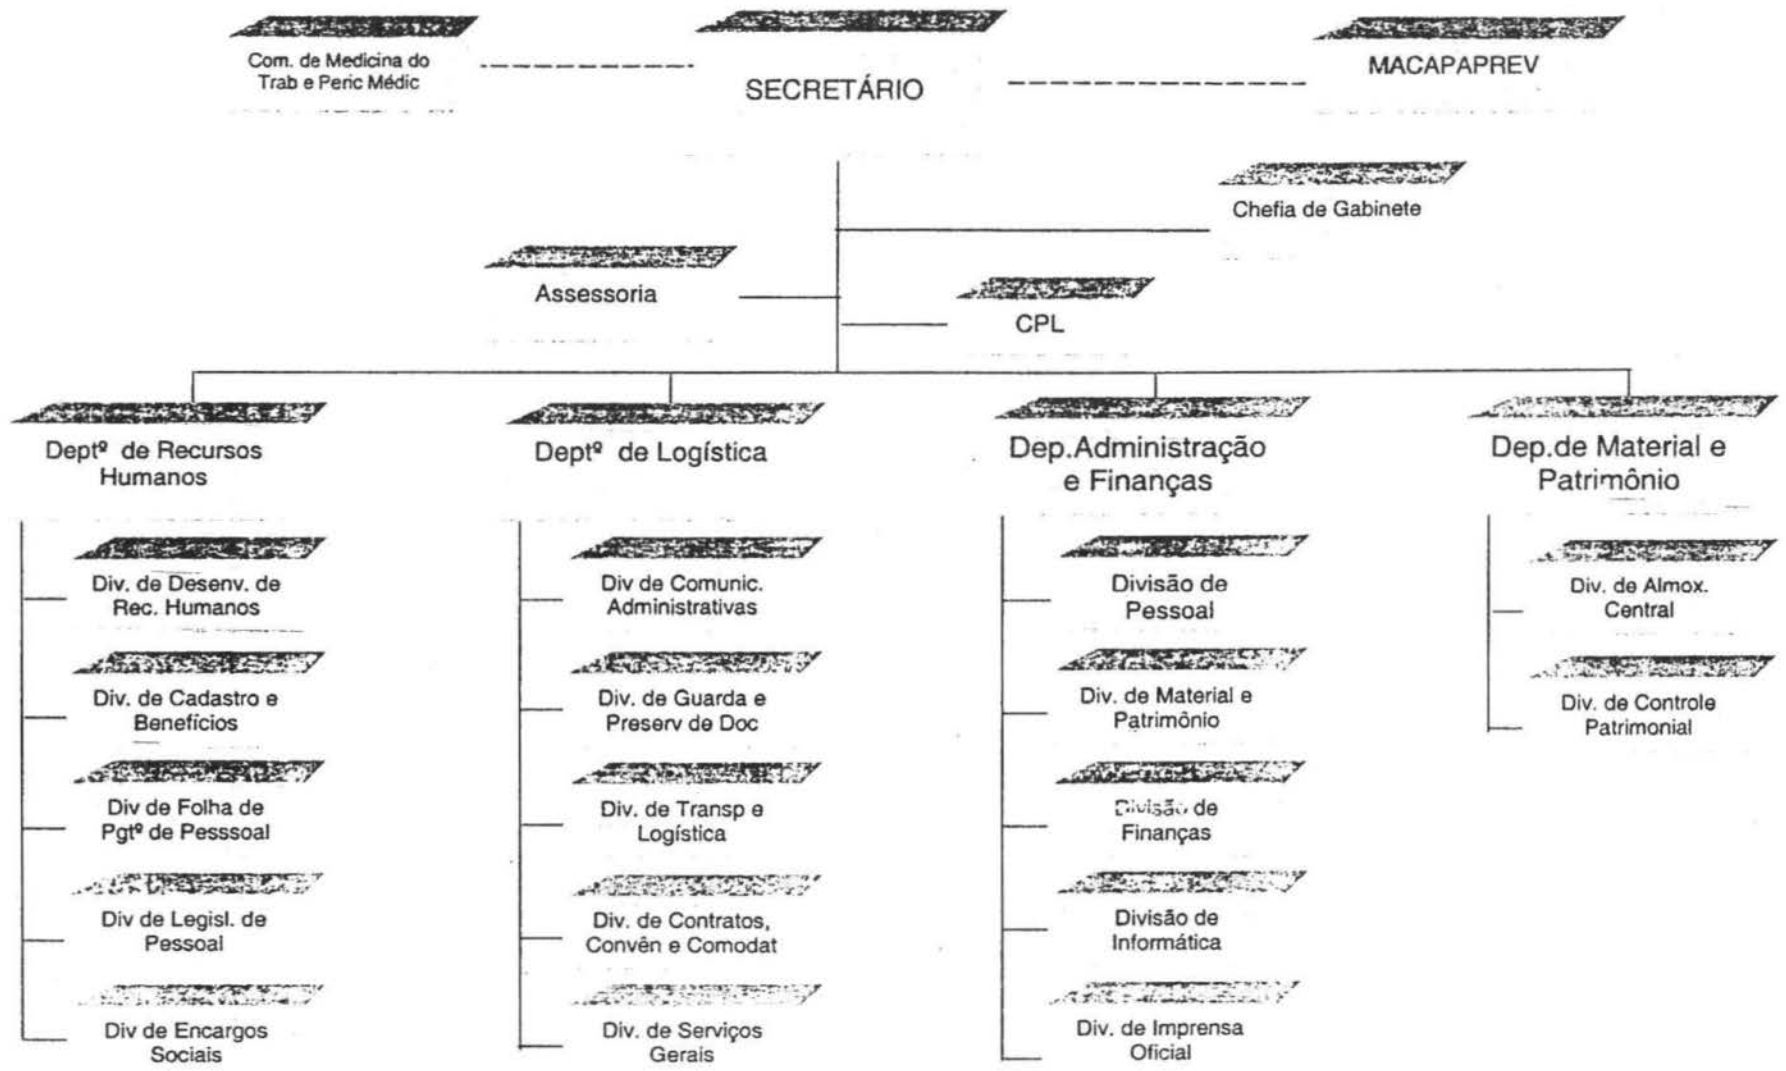 Com. de Medicina do
Trab e Peric Médic
SECRETÁRIO
MACAPAPREV
Chefia de Gabinete
Assessoria
CPL
Deptº de Recursos
Humanos
Deptº de Logística
Dep.Administração
e Finanças
Dep.de Material e
Patrimônio
Div. de Desenv. de
Rec. Humanos
Div. de Cadastro e
Benefícios
Div de Folha de
Pgtº de Pesssoal
Div de Legisl. de
Pessoal
Div de Encargos
Sociais
Div de Comunic.
Administrativas
Div. de Guarda e
Preserv de Doc
Div. de Transp e
Logística
Div. de Contratos,
Convên e Comodat
Div. de Serviços
Gerais
Divisão de
Pessoal
Div. de Material e
Patrimônio
Divisão de
Finanças
Divisão de
Informática
Div. de Imprensa
Oficial
Div. de Almox.
Central
Div. de Controle
Patrimonial